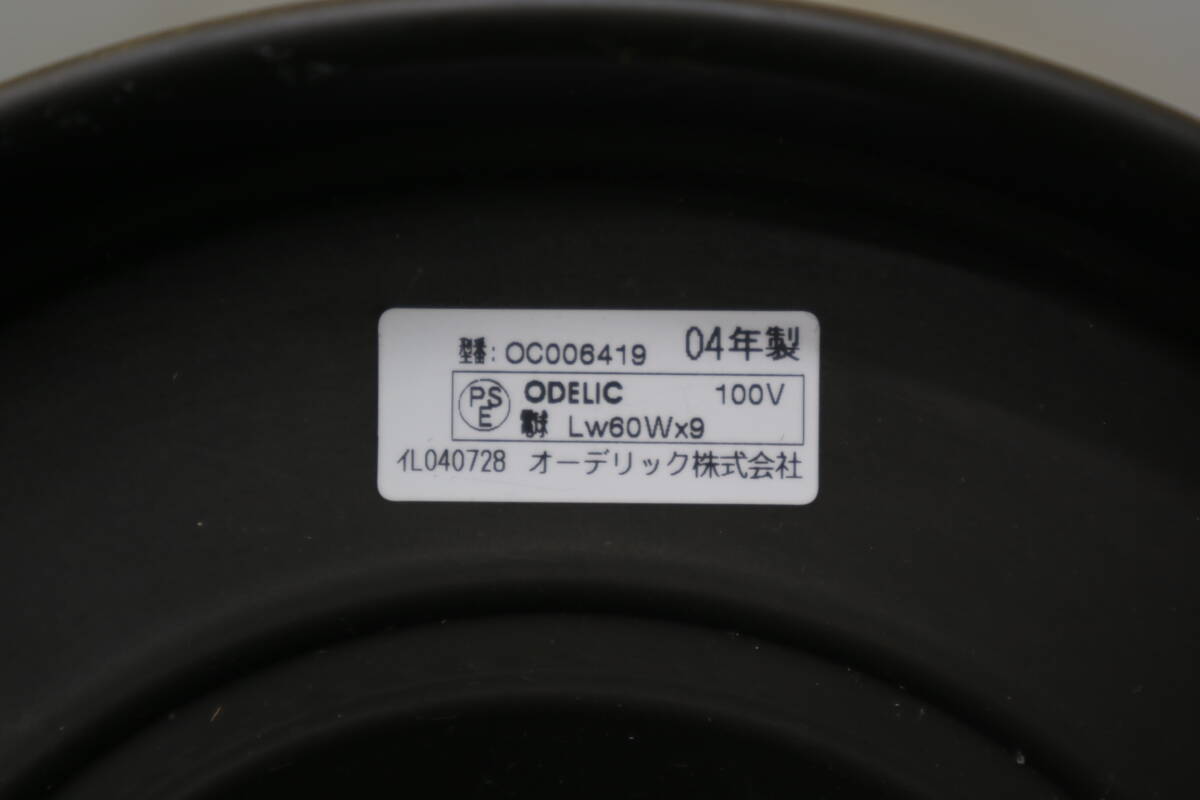 型番: OC006419 04年製
PSE ODELIC 100V
Lw60Wx9
イL040728 オーデリック株式会社